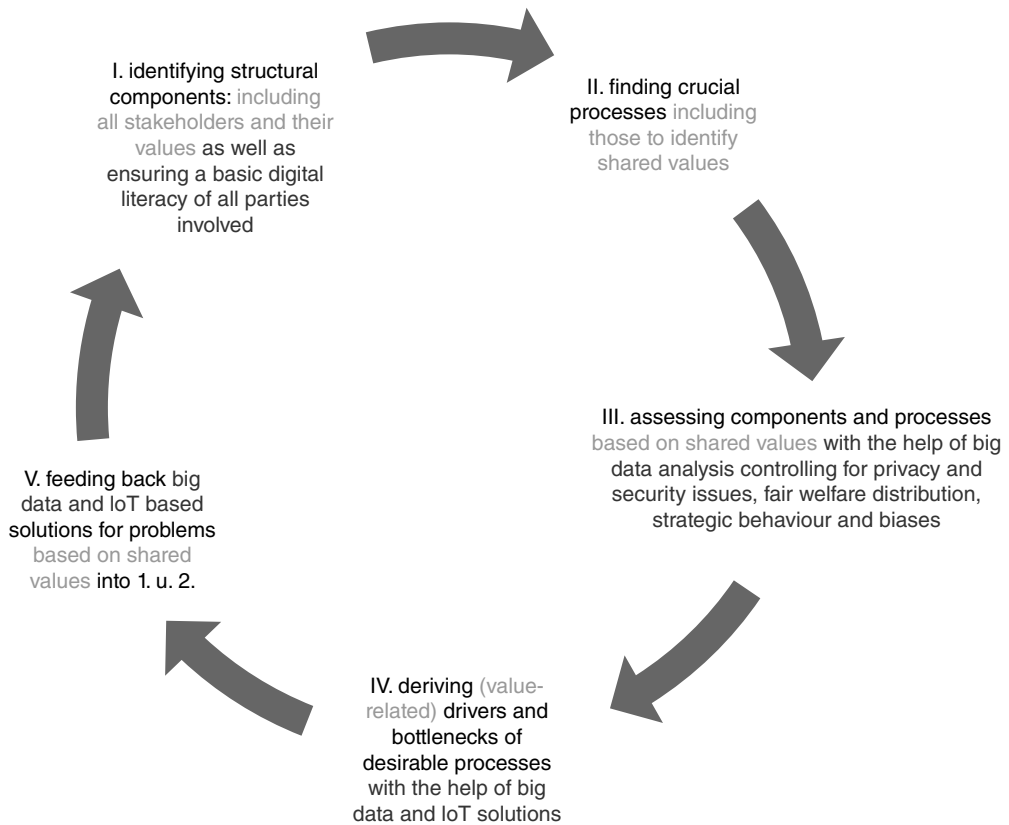 I. identifying structural
components: including
all stakeholders and their
values as well as
ensuring a basic digital
literacy of all parties
involved
II. finding crucial
processes including
those to identify
shared values
III. assessing components and processes
based on shared values with the help of big
data analysis controlling for privacy and
security issues, fair welfare distribution,
strategic behaviour and biases
IV. deriving (value-
related) drivers and
bottlenecks of
desirable processes
with the help of big
data and IoT solutions
V. feeding back big
data and IoT based
solutions for problems
based on shared
values into 1. u. 2.